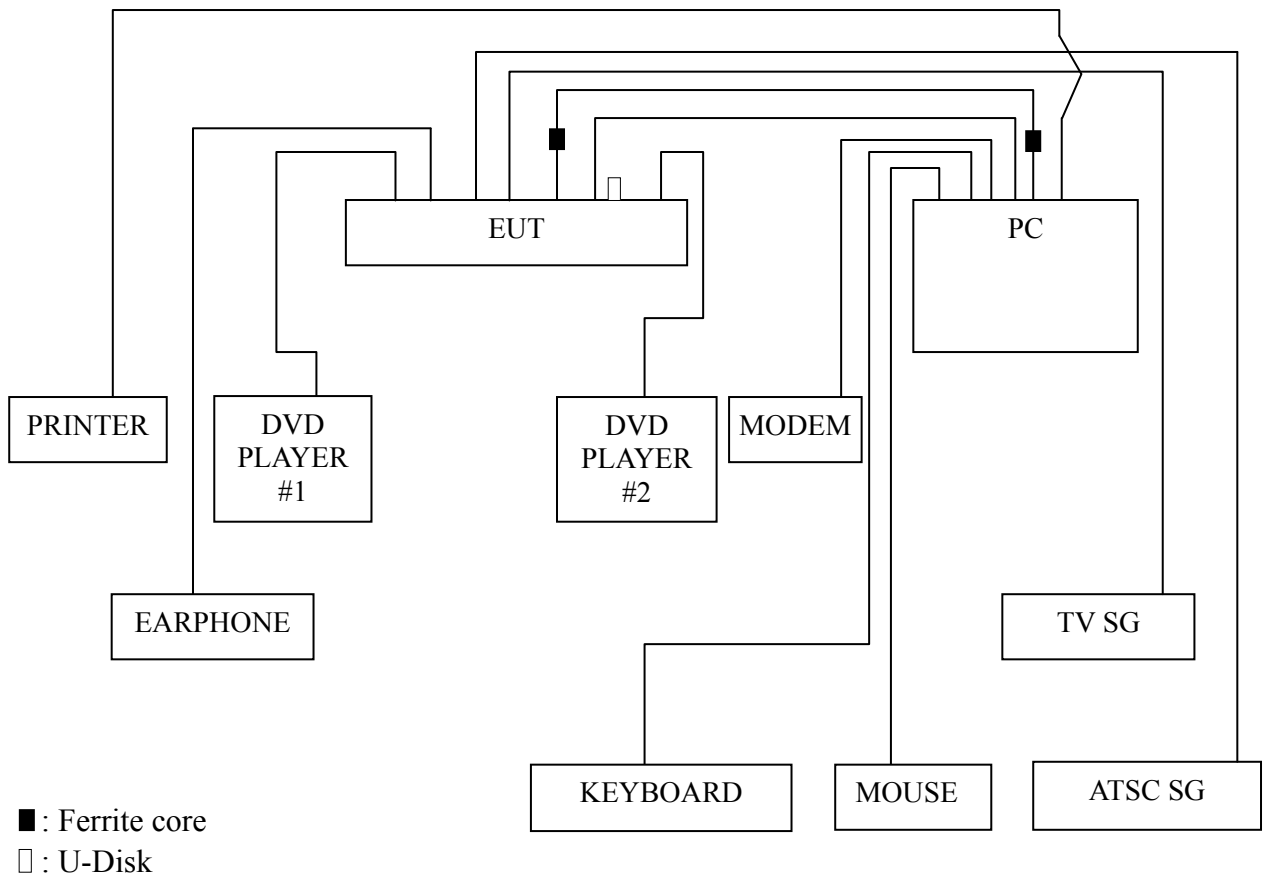 EUT
PC
PRINTER
DVD
PLAYER
#1
DVD
PLAYER
#2
MODEM
EARPHONE
TV SG
KEYBOARD
MOUSE
ATSC SG
: Ferrite core
: U-Disk